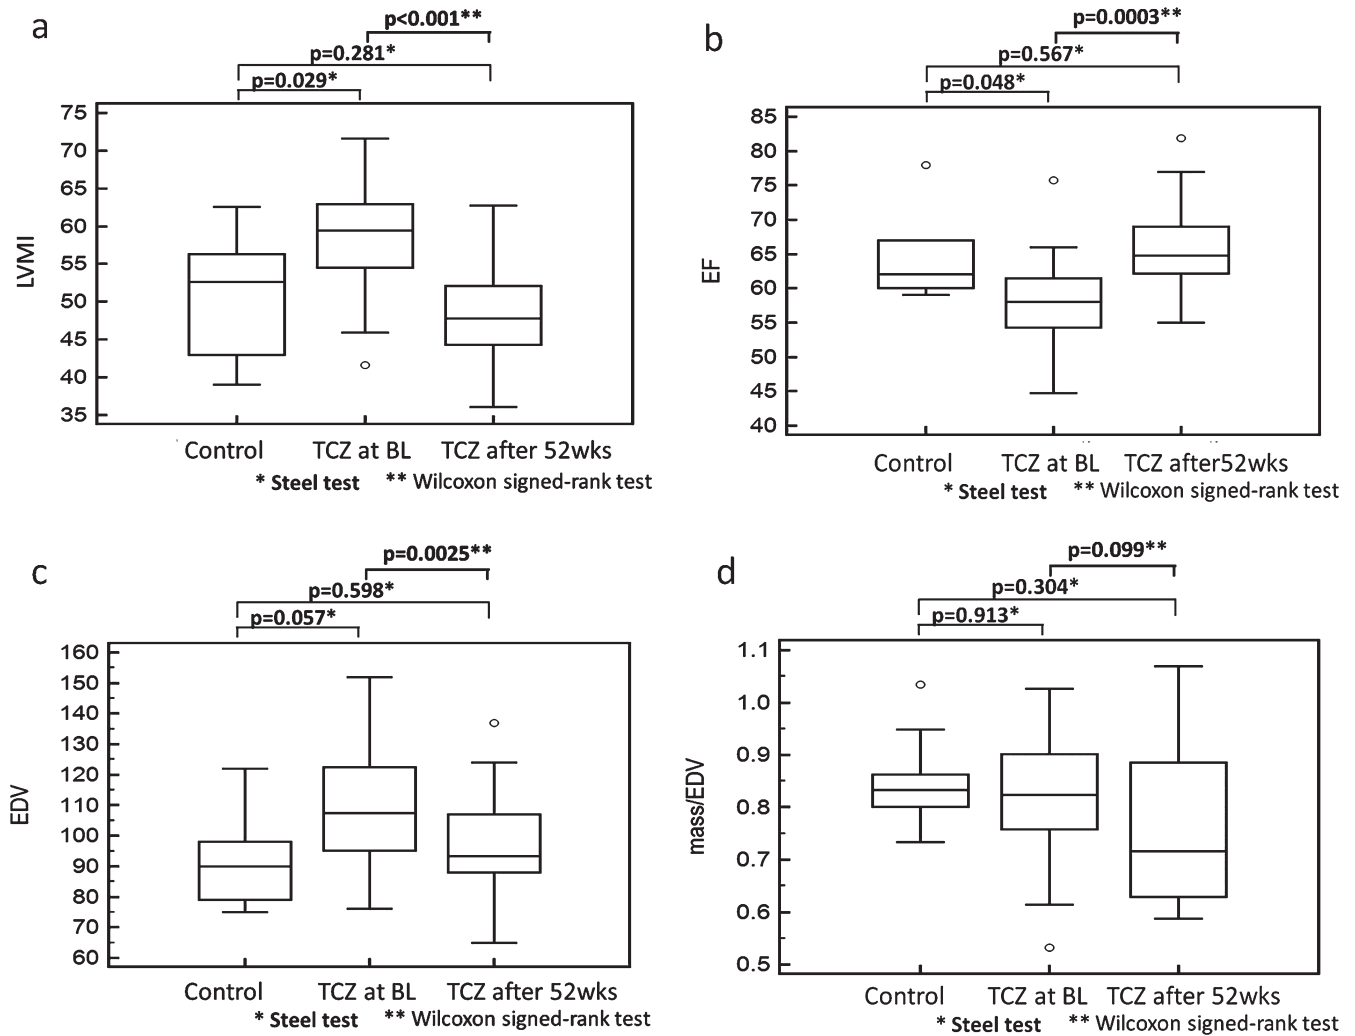 a
p<0.001**
p=0.281*
p=0.029*
75
70
65
60
55
50
45
40
35
LVMI
Control TCZ at BL TCZ after 52wks
* Steel test ** Wilcoxon signed-rank test
b
p=0.0003**
p=0.567*
p=0.048*
85
80
75
70
65
60
55
50
45
40
EF
Control TCZ at BL TCZ after52wks
* Steel test ** Wilcoxon signed-rank test
c
p=0.0025**
p=0.598*
p=0.057*
160
150
140
130
120
110
100
90
80
70
60
EDV
Control TCZ at BL TCZ after 52wks
* Steel test ** Wilcoxon signed-rank test
d
p=0.099**
p=0.304*
p=0.913*
1.1
1.0
0.9
0.8
0.7
0.6
0.5
mass/EDV
Control TCZ at BL TCZ after 52wks
* Steel test ** Wilcoxon signed-rank test